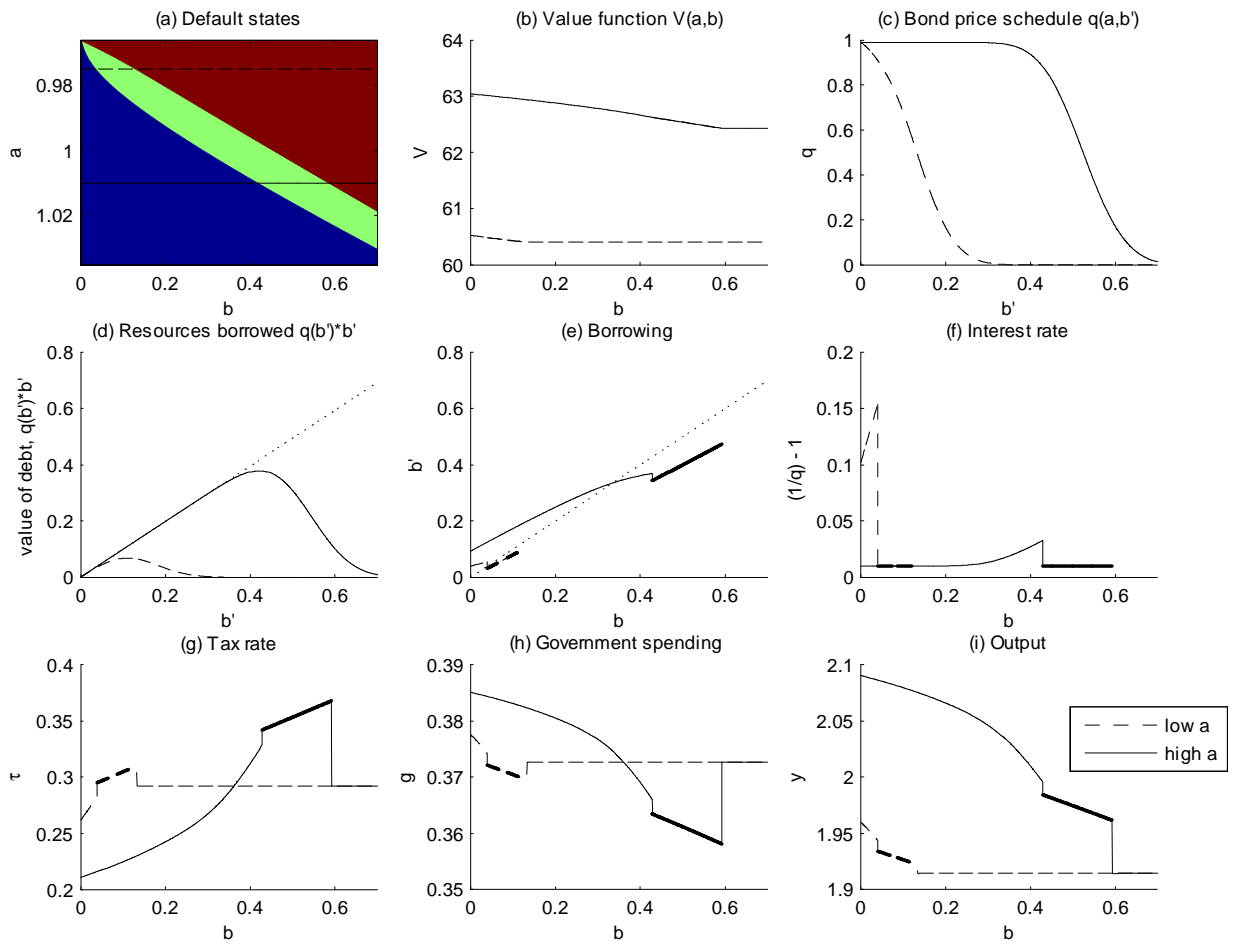 (a) Default states
0.98
1
1.02
a
0 0.2 0.4 0.6
b
(b) Value function V(a,b)
64
63
62
61
60
V
0 0.2 0.4 0.6
b
(c) Bond price schedule q(a,b')
1
0.8
0.6
0.4
0.2
0
q
0 0.2 0.4 0.6
b'
(d) Resources borrowed q(b')*b'
0.8
0.6
0.4
0.2
0
value of debt, q(b')*b'
0 0.2 0.4 0.6
b'
(e) Borrowing
0.8
0.6
0.4
0.2
0
b'
0 0.2 0.4 0.6
b
(f) Interest rate
0.2
0.15
0.1
0.05
0
(1/q) - 1
0 0.2 0.4 0.6
b
(g) Tax rate
0.4
0.35
0.3
0.25
0.2
τ
0 0.2 0.4 0.6
b
(h) Government spending
0.39
0.38
0.37
0.36
0.35
g
0 0.2 0.4 0.6
b
(i) Output
2.1
2.05
2
1.95
1.9
y
0 0.2 0.4 0.6
b
low a
high a